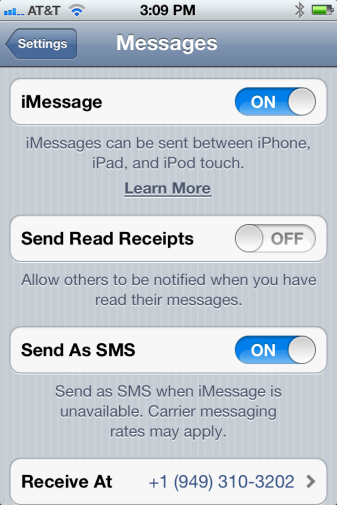 AT&T 3:09 PM
Settings Messages
iMessage ON
iMessages can be sent between iPhone,
iPad, and iPod touch.
Learn More
Send Read Receipts OFF
Allow others to be notified when you have
read their messages.
Send As SMS ON
Send as SMS when iMessage is
unavailable. Carrier messaging
rates may apply.
Receive At +1 (949) 310-3202